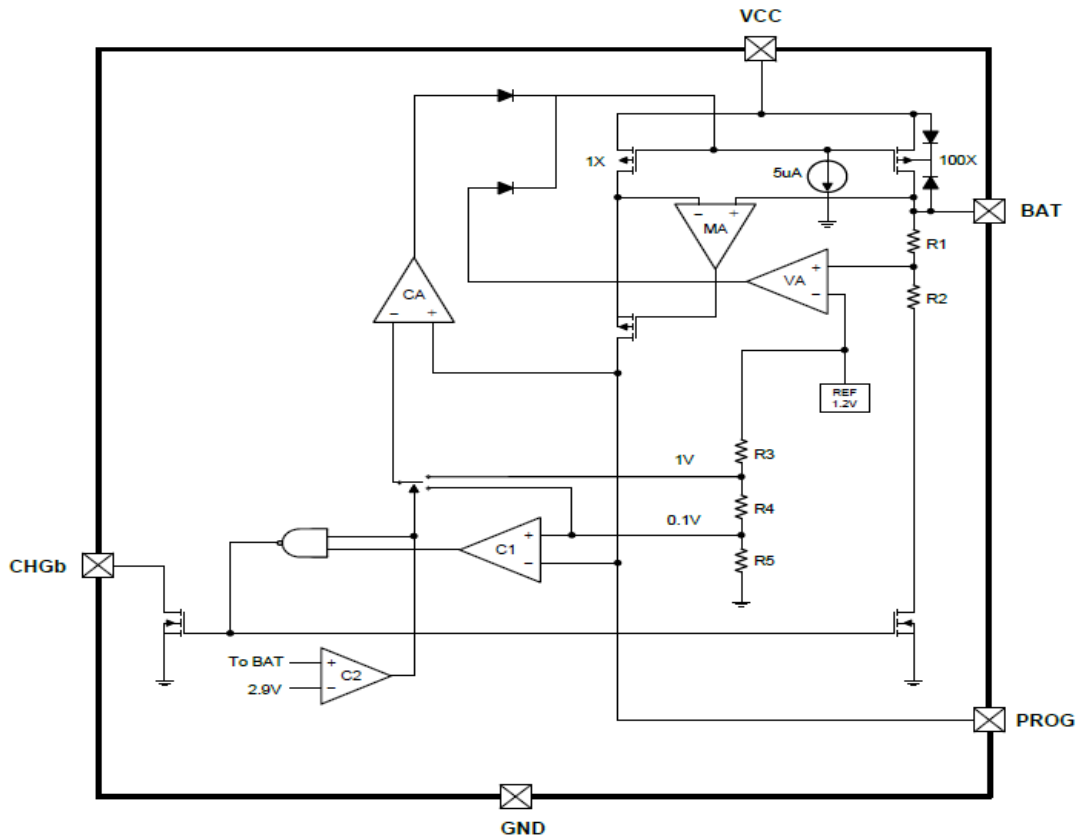 VCC
1X
5uA
100X
BAT
− +
MA
R1
CA
− +
VA
+
−
R2
REF
1.2V
R3
1V
R4
0.1V
C1
+
−
R5
CHGb
To BAT
2.9V
+
−
C2
PROG
GND